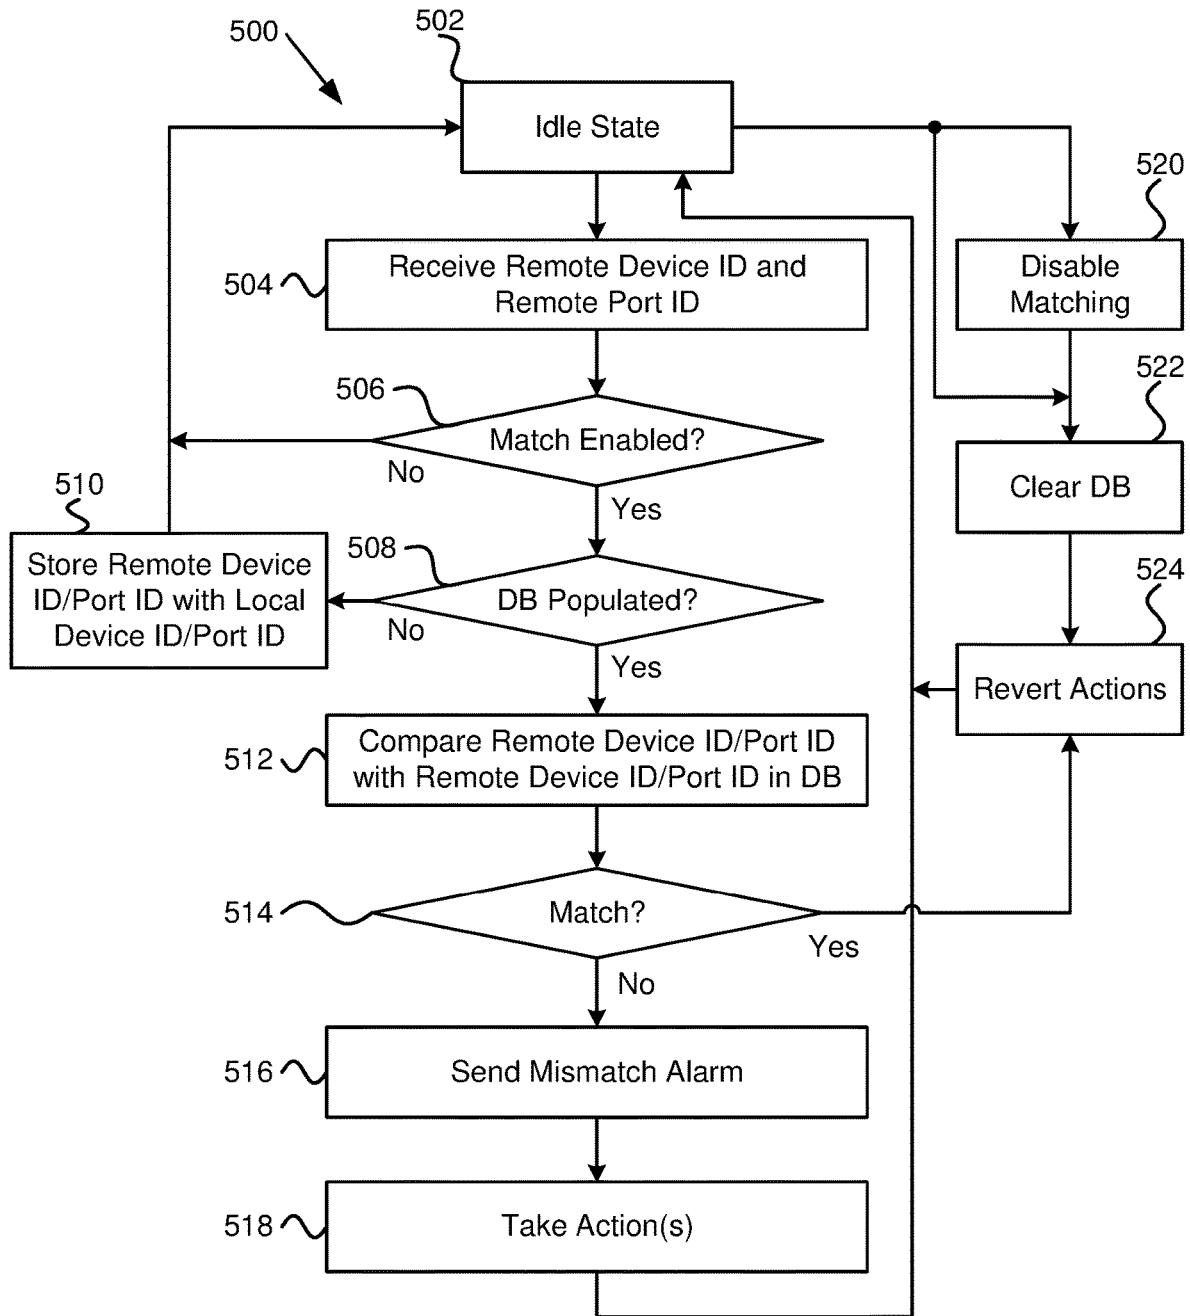 500
502
Idle State
520
504
Receive Remote Device ID and
Remote Port ID
Disable
Matching
506
Match Enabled?
No
Yes
522
Clear DB
510
Store Remote Device
ID/Port ID with Local
Device ID/Port ID
508
DB Populated?
No
Yes
524
Revert Actions
512
Compare Remote Device ID/Port ID
with Remote Device ID/Port ID in DB
514
Match?
Yes
No
516
Send Mismatch Alarm
518
Take Action(s)